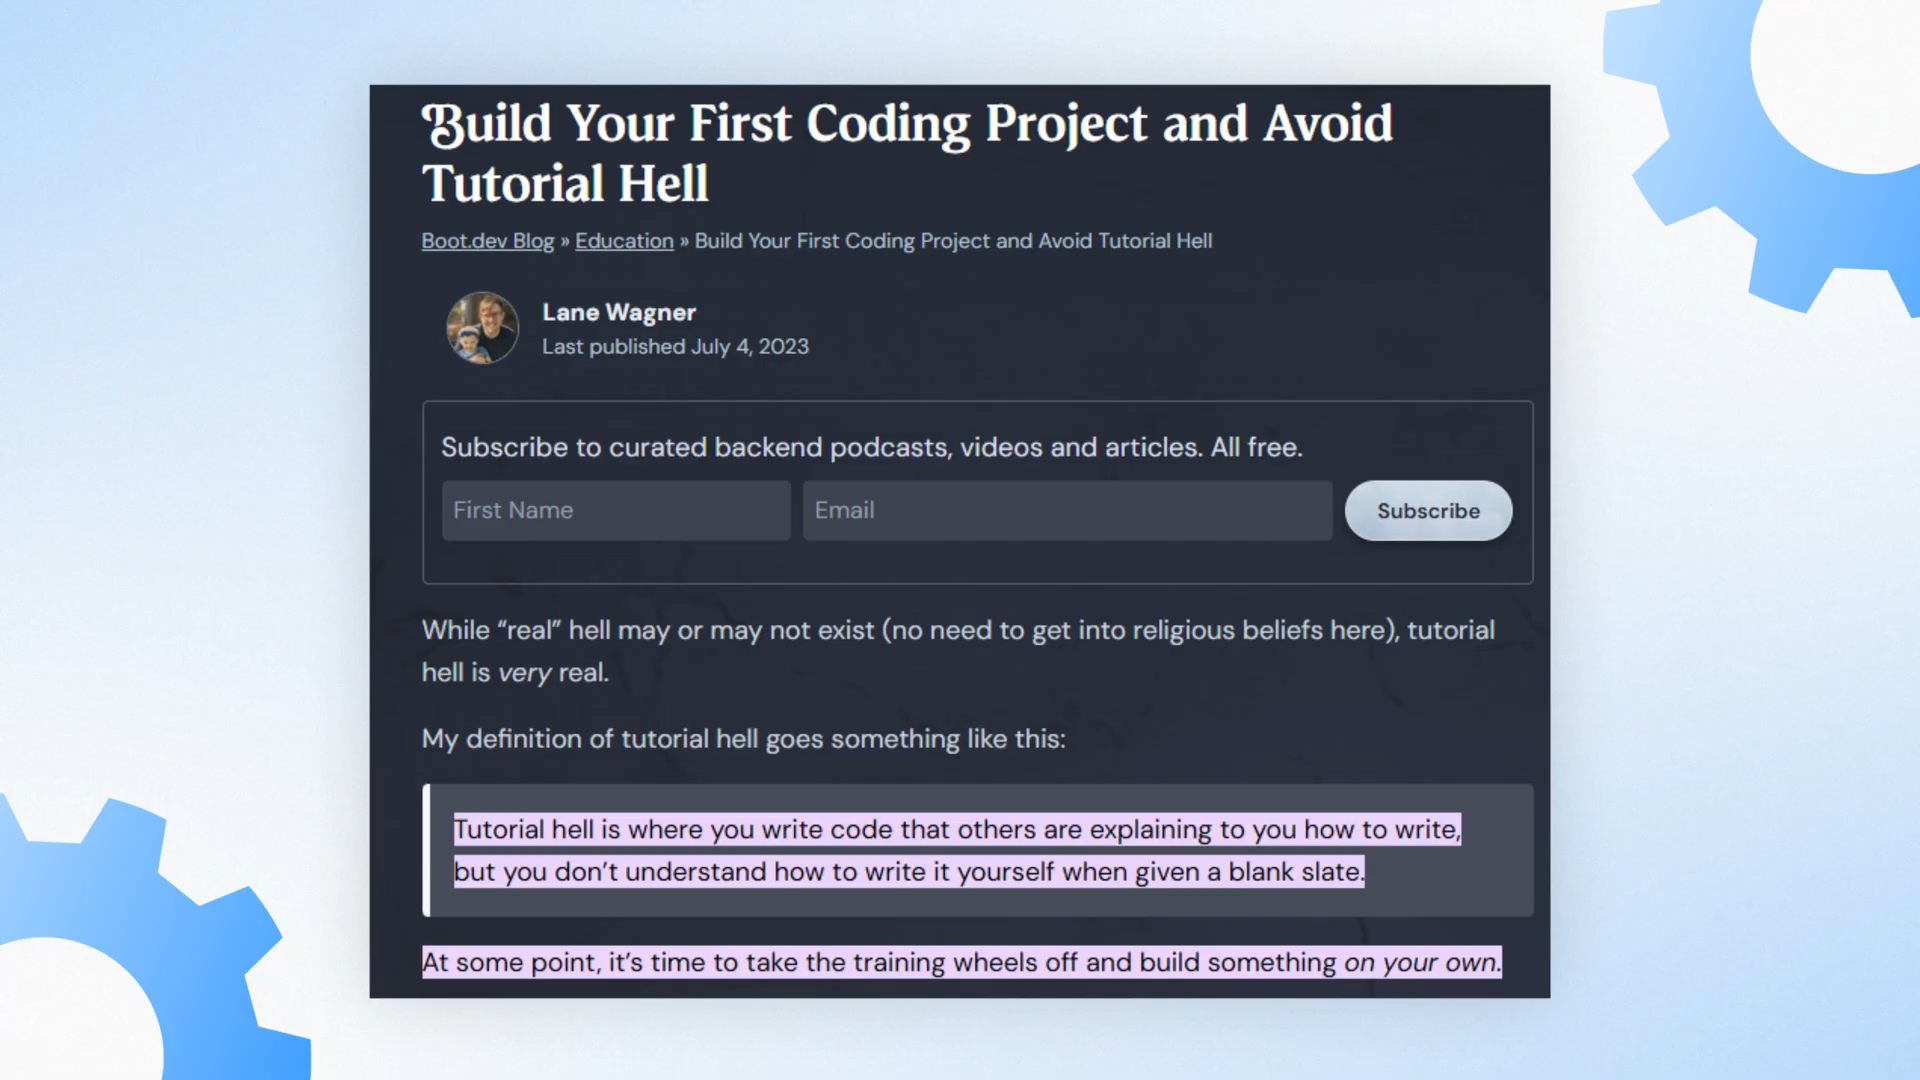 Build Your First Coding Project and Avoid
Tutorial Hell
Boot.dev Blog » Education » Build Your First Coding Project and Avoid Tutorial Hell
Lane Wagner
Last published July 4, 2023
Subscribe to curated backend podcasts, videos and articles. All free.
First Name
Email
Subscribe
While “real” hell may or may not exist (no need to get into religious beliefs here), tutorial
hell is very real.
My definition of tutorial hell goes something like this:
Tutorial hell is where you write code that others are explaining to you how to write,
but you don’t understand how to write it yourself when given a blank slate.
At some point, it’s time to take the training wheels off and build something on your own.